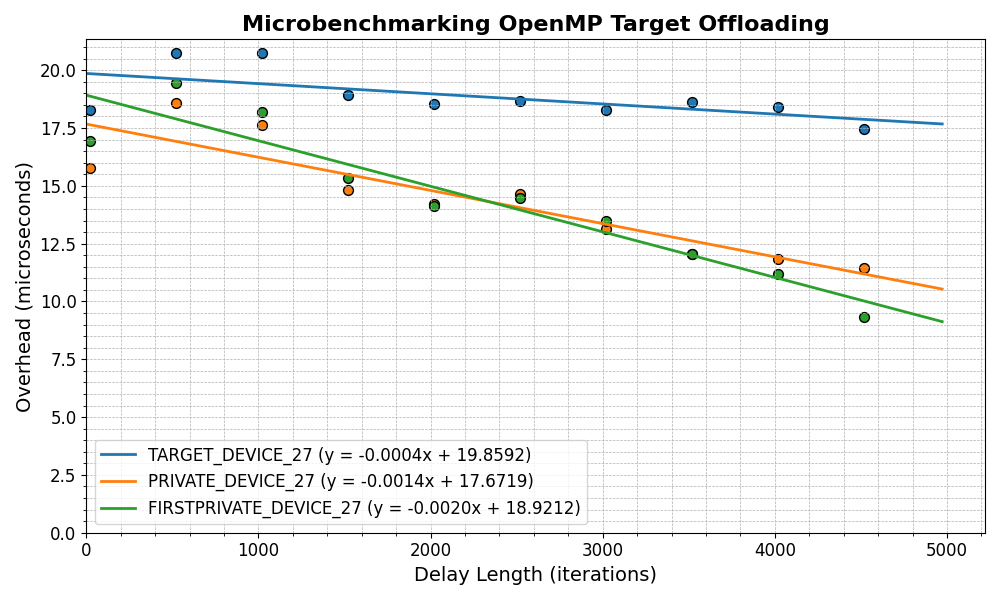 Microbenchmarking OpenMP Target Offloading
Overhead (microseconds)
20.0
17.5
15.0
12.5
10.0
7.5
5.0
2.5
0.0
TARGET_DEVICE_27 (y = -0.0004x + 19.8592)
PRIVATE_DEVICE_27 (y = -0.0014x + 17.6719)
FIRSTPRIVATE_DEVICE_27 (y = -0.0020x + 18.9212)
0 1000 2000 3000 4000 5000
Delay Length (iterations)